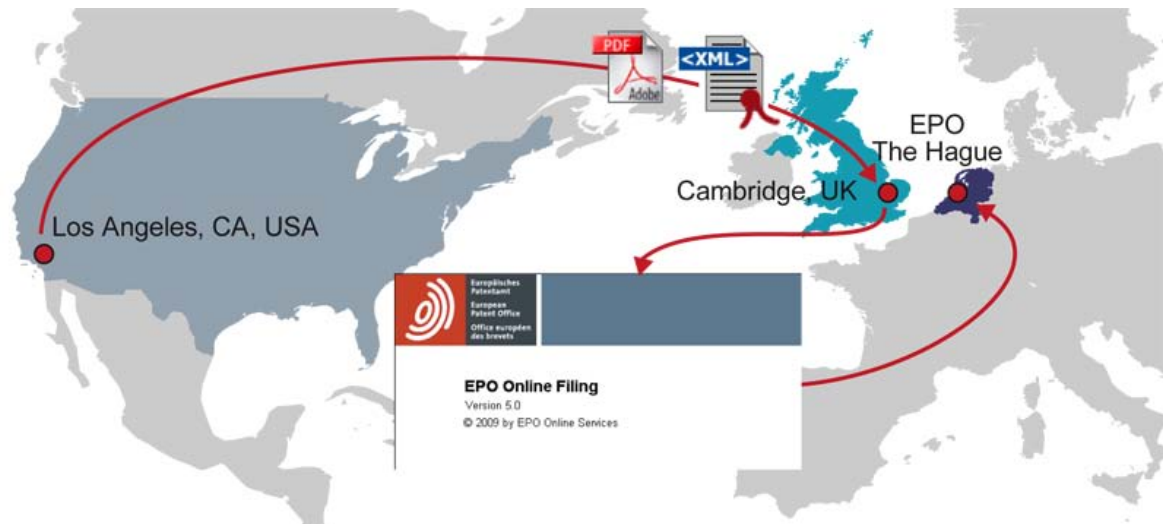 PDF
Adobe
<XML>
EPO
The Hague
Cambridge, UK
Los Angeles, CA, USA
Europäisches
Patentamt
European
Patent Office
Office européen
des brevets
EPO Online Filing
Version 5.0
© 2009 by EPO Online Services